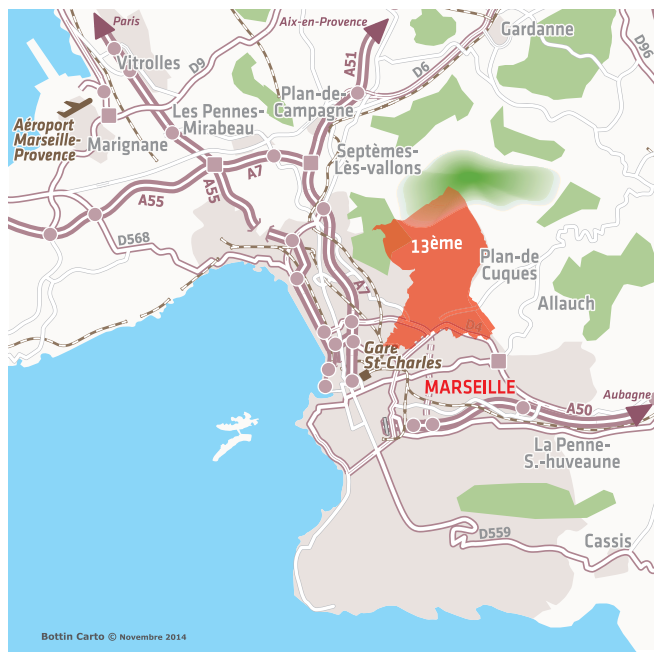 Paris
Aix-en-Provence
Gardanne
D96
Vitrolles
D9
A51
D6
Plan-de-
Campagne
Les Pennes-
Mirabeau
Aéroport
Marseille-
Provence
Marignane
Septèmes-
Les-vallons
A7
A55
A55
D568
13ème
Plan-de
Cuques
Allauch
A7
D4
Gare
St-Charles
MARSEILLE
Aubagne
A50
La Penne-
S.-huveaune
D559
Cassis
Bottin Carto © Novembre 2014